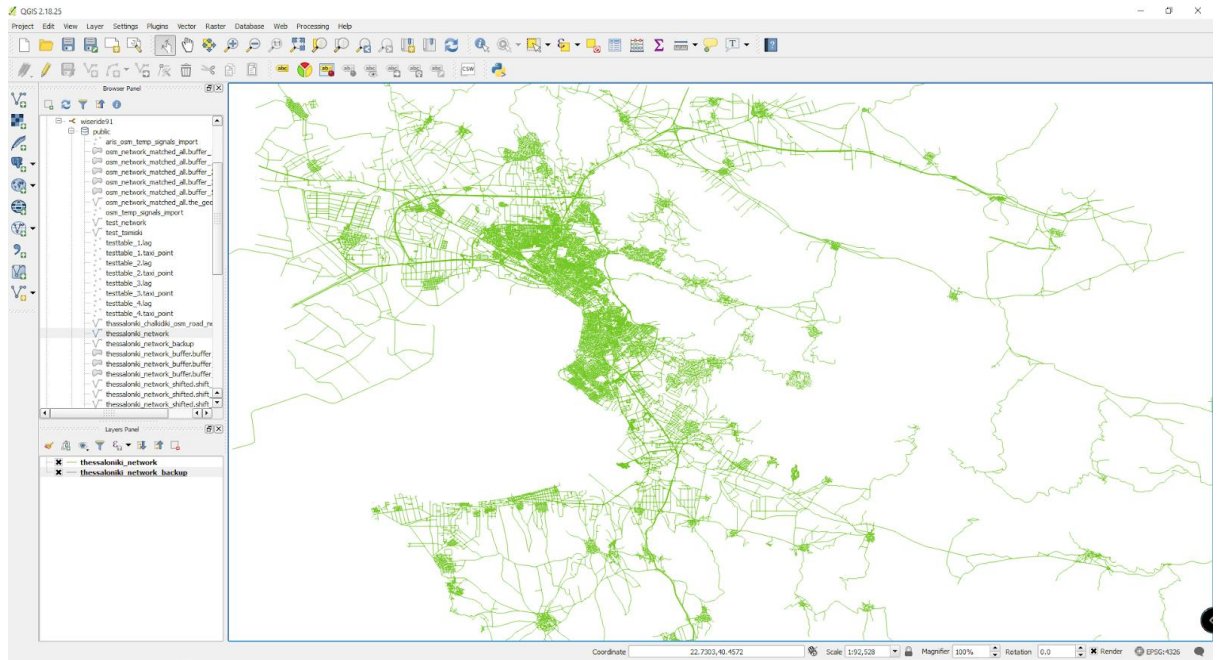 QGIS 2.18.25
Project Edit View Layer Settings Plugins Vector Raster Database Web Processing Help
CSW
Browser Panel
wiseride91
public
aris_osm_temp_signals_import
osm_network_matched_all.buffer_
osm_network_matched_all.buffer_
osm_network_matched_all.buffer_
osm_network_matched_all.buffer_
osm_network_matched_all.buffer_
osm_network_matched_all.the_geo
osm_temp_signals_import
test_network
test_tsimiski
testtable_1.lag
testtable_1.taxi_point
testtable_2.lag
testtable_2.taxi_point
testtable_3.lag
testtable_3.taxi_point
testtable_4.lag
testtable_4.taxi_point
thessaloniki_chalkidiki_osm_road_n
thessaloniki_network
thessaloniki_network_backup
thessaloniki_network_buffer.buffer
thessaloniki_network_buffer.buffer
thessaloniki_network_buffer.buffer
thessaloniki_network_shifted.shift_
thessaloniki_network_shifted.shift
Layers Panel
thessaloniki_network
thessaloniki_network_backup
Coordinate 22.7303,40.4572 Scale 1:92,528 Magnifier 100% Rotation 0.0 Render EPSG:4326